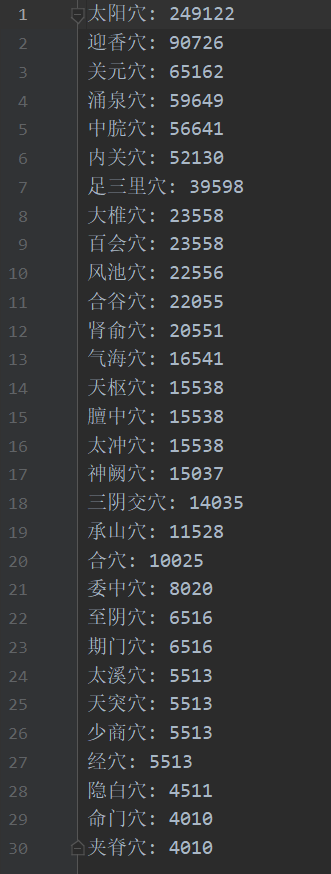 1 太阳穴: 249122
2 迎香穴: 90726
3 关元穴: 65162
4 涌泉穴: 59649
5 中脘穴: 56641
6 内关穴: 52130
7 足三里穴: 39598
8 大椎穴: 23558
9 百会穴: 23558
10 风池穴: 22556
11 合谷穴: 22055
12 肾俞穴: 20551
13 气海穴: 16541
14 天枢穴: 15538
15 膻中穴: 15538
16 太冲穴: 15538
17 神阙穴: 15037
18 三阴交穴: 14035
19 承山穴: 11528
20 合穴: 10025
21 委中穴: 8020
22 至阴穴: 6516
23 期门穴: 6516
24 太溪穴: 5513
25 天突穴: 5513
26 少商穴: 5513
27 经穴: 5513
28 隐白穴: 4511
29 命门穴: 4010
30 夹脊穴: 4010